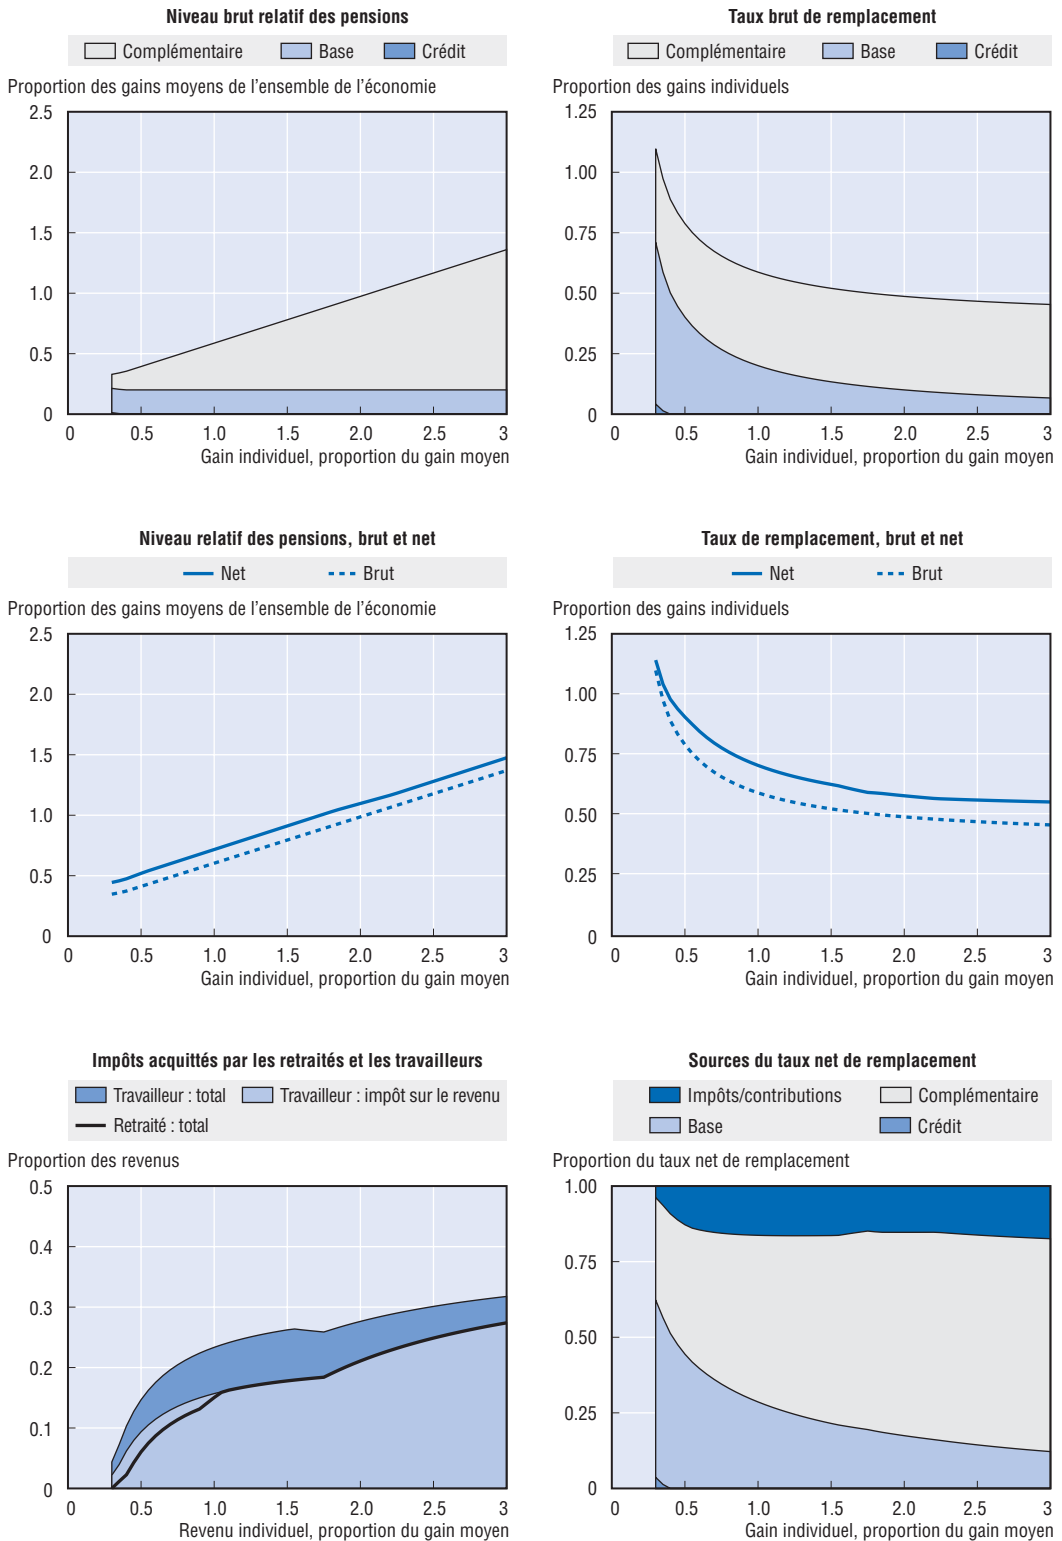 Niveau brut relatif des pensions
Complémentaire Base Crédit
Proportion des gains moyens de l'ensemble de l'économie
2.5
2.0
1.5
1.0
0.5
0
0 0.5 1.0 1.5 2.0 2.5 3
Gain individuel, proportion du gain moyen
Taux brut de remplacement
Complémentaire Base Crédit
Proportion des gains individuels
1.25
1.00
0.75
0.50
0.25
0
0 0.5 1.0 1.5 2.0 2.5 3
Gain individuel, proportion du gain moyen
Niveau relatif des pensions, brut et net
Net Brut
Proportion des gains moyens de l'ensemble de l'économie
2.5
2.0
1.5
1.0
0.5
0
0 0.5 1.0 1.5 2.0 2.5 3
Gain individuel, proportion du gain moyen
Taux de remplacement, brut et net
Net Brut
Proportion des gains individuels
1.25
1.00
0.75
0.50
0.25
0
0 0.5 1.0 1.5 2.0 2.5 3
Gain individuel, proportion du gain moyen
Impôts acquittés par les retraités et les travailleurs
Travailleur : total Travailleur : impôt sur le revenu
Retraité : total
Proportion des revenus
0.5
0.4
0.3
0.2
0.1
0
0 0.5 1.0 1.5 2.0 2.5 3
Revenu individuel, proportion du gain moyen
Sources du taux net de remplacement
Impôts/contributions Complémentaire
Base Crédit
Proportion du taux net de remplacement
1.00
0.75
0.50
0.25
0
0 0.5 1.0 1.5 2.0 2.5 3
Gain individuel, proportion du gain moyen